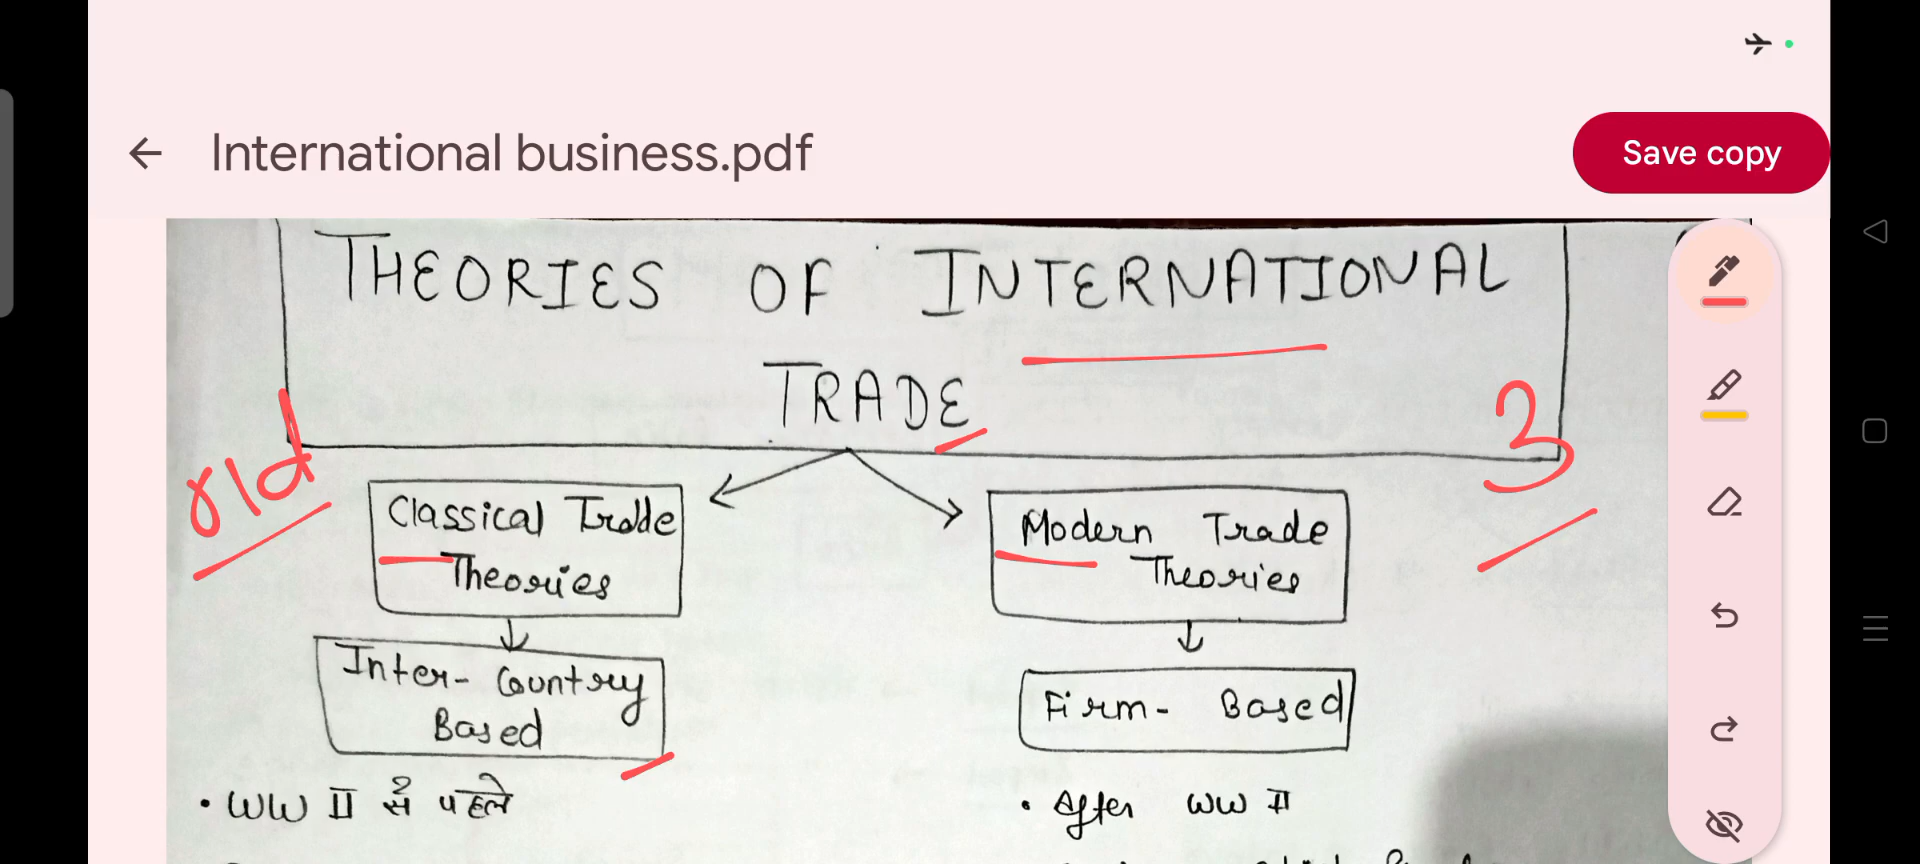 International business.pdf
Save copy
THEORIES OF INTERNATIONAL
TRADE
old
3
Classical Trade
Theories
Modern Trade
Theories
Inter-Country
Based
Firm-Based
• WW II से पहले
• After WW II